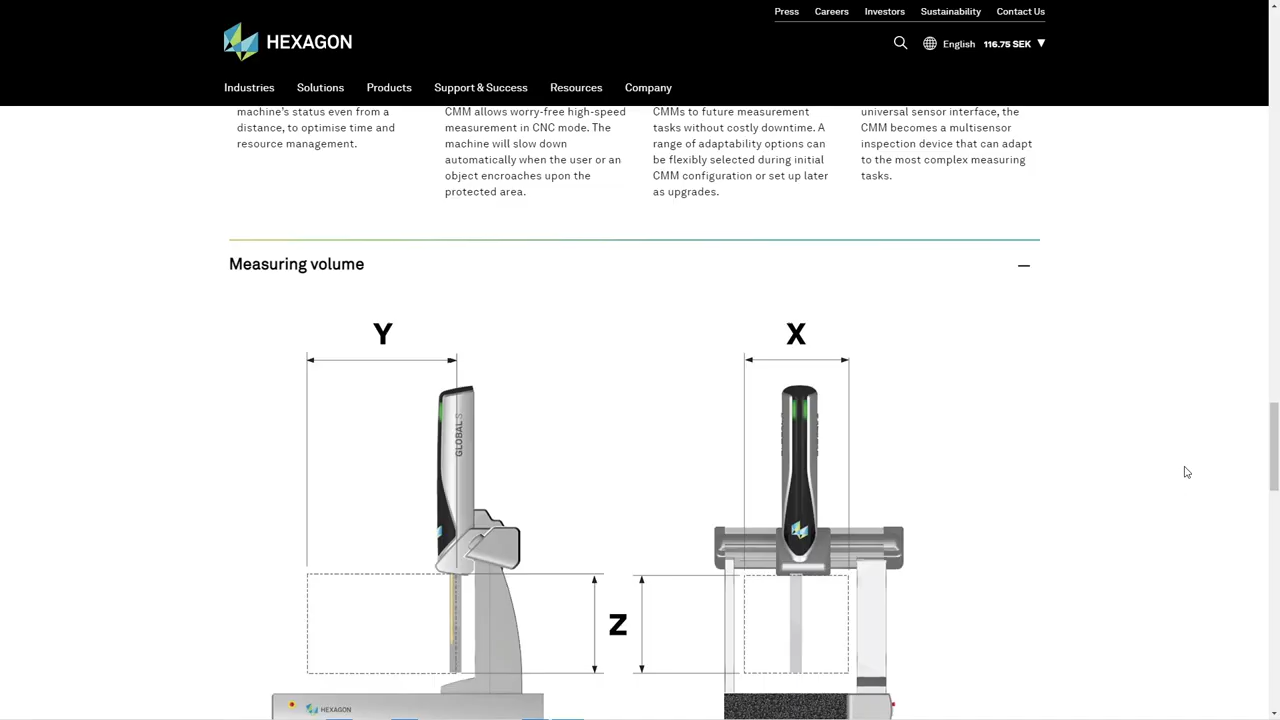 Press Careers Investors Sustainability Contact Us
HEXAGON
English 116.75 SEK ▼
Industries Solutions Products Support & Success Resources Company
machine's status even from a
distance, to optimise time and
resource management.
CMM allows worry-free high-speed
measurement in CNC mode. The
machine will slow down
automatically when the user or an
object encroaches upon the
protected area.
CMMs to future measurement
tasks without costly downtime. A
range of adaptability options can
be flexibly selected during initial
CMM configuration or set up later
as upgrades.
universal sensor interface, the
CMM becomes a multisensor
inspection device that can adapt
to the most complex measuring
tasks.
Measuring volume
Y
X
GLOBAL S
Z
HEXAGON